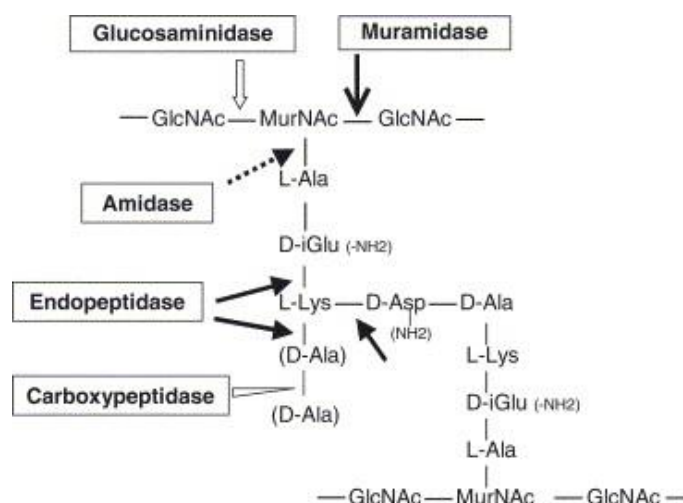 Glucosaminidase Muramidase
— GlcNAc — MurNAc — GlcNAc —
L-Ala
Amidase
D-iGlu (-NH2)
Endopeptidase
L-Lys — D-Asp — D-Ala
(NH2)
(D-Ala) L-Lys
Carboxypeptidase
(D-Ala) D-iGlu (-NH2)
L-Ala
— GlcNAc — MurNAc — GlcNAc —